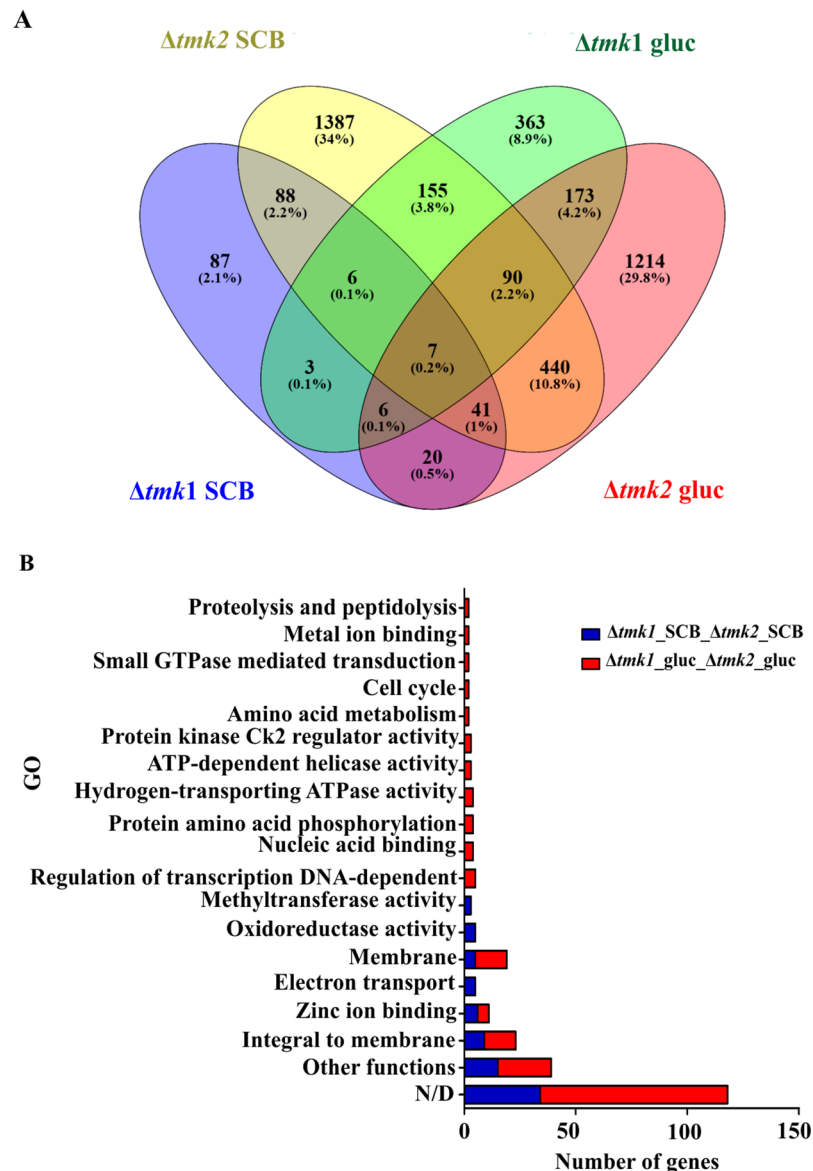 A
Δtmk2 SCB
Δtmk1 gluc
1387
(34%)
363
(8.9%)
88
(2.2%)
155
(3.8%)
173
(4.2%)
87
(2.1%)
6
(0.1%)
90
(2.2%)
1214
(29.8%)
7
(0.2%)
3
(0.1%)
440
(10.8%)
6
(0.1%)
41
(1%)
20
(0.5%)
Δtmk1 SCB
Δtmk2 gluc
B
GO
Proteolysis and peptidolysis
Metal ion binding
Small GTPase mediated transduction
Cell cycle
Amino acid metabolism
Protein kinase Ck2 regulator activity
ATP-dependent helicase activity
Hydrogen-transporting ATPase activity
Protein amino acid phosphorylation
Nucleic acid binding
Regulation of transcription DNA-dependent
Methyltransferase activity
Oxidoreductase activity
Membrane
Electron transport
Zinc ion binding
Integral to membrane
Other functions
N/D
Δtmk1_SCB_Δtmk2_SCB
Δtmk1_gluc_Δtmk2_gluc
0 50 100 150
Number of genes